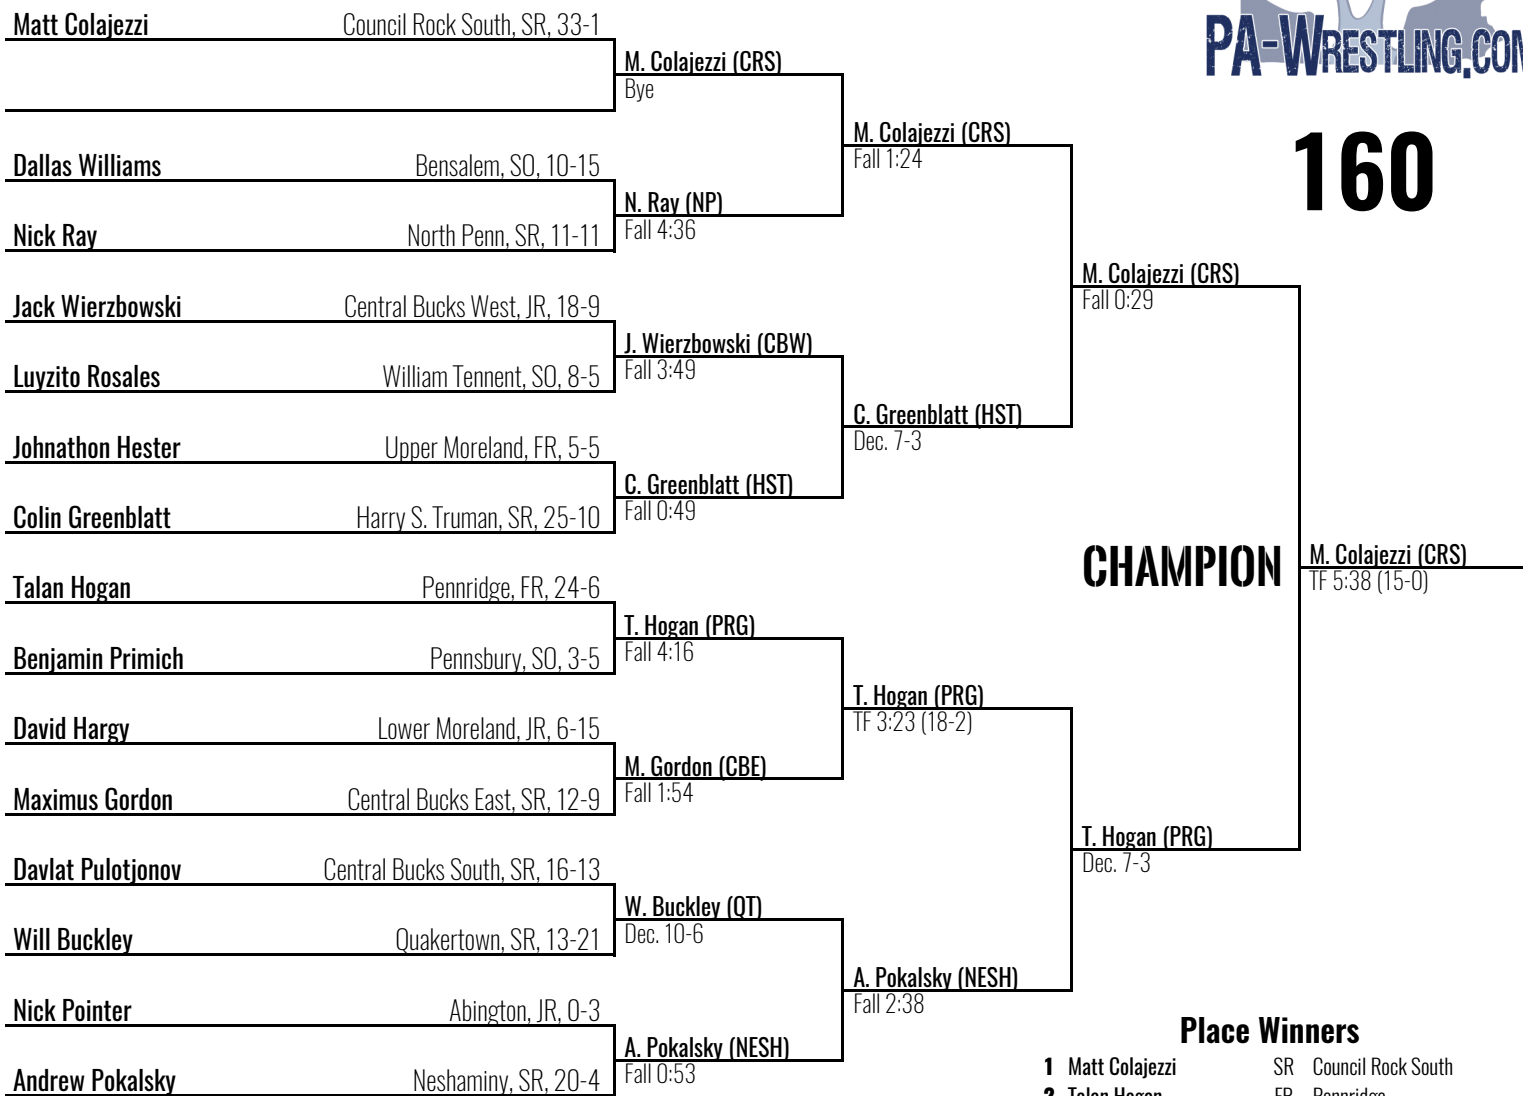 Matt Colajezzi Council Rock South, SR, 33-1
M. Colajezzi (CRS)
Bye
PA-WRESTLING.COM
160
Dallas Williams Bensalem, SO, 10-15
Nick Ray North Penn, SR, 11-11
N. Ray (NP)
Fall 4:36
M. Colajezzi (CRS)
Fall 1:24
Jack Wierzbowski Central Bucks West, JR, 18-9
Luyzito Rosales William Tennent, SO, 8-5
J. Wierzbowski (CBW)
Fall 3:49
Johnathon Hester Upper Moreland, FR, 5-5
Colin Greenblatt Harry S. Truman, SR, 25-10
C. Greenblatt (HST)
Fall 0:49
C. Greenblatt (HST)
Dec. 7-3
M. Colajezzi (CRS)
Fall 0:29
Talan Hogan Pennridge, FR, 24-6
Benjamin Primich Pennsbury, SO, 3-5
T. Hogan (PRG)
Fall 4:16
David Hargy Lower Moreland, JR, 6-15
Maximus Gordon Central Bucks East, SR, 12-9
M. Gordon (CBE)
Fall 1:54
T. Hogan (PRG)
TF 3:23 (18-2)
Davlat Pulotjonov Central Bucks South, SR, 16-13
Will Buckley Quakertown, SR, 13-21
W. Buckley (QT)
Dec. 10-6
Nick Pointer Abington, JR, 0-3
Andrew Pokalsky Neshaminy, SR, 20-4
A. Pokalsky (NESH)
Fall 0:53
A. Pokalsky (NESH)
Fall 2:38
T. Hogan (PRG)
Dec. 7-3
CHAMPION
M. Colajezzi (CRS)
TF 5:38 (15-0)
Place Winners
1 Matt Colajezzi SR Council Rock South
2 Talan Hogan FR Pennridge